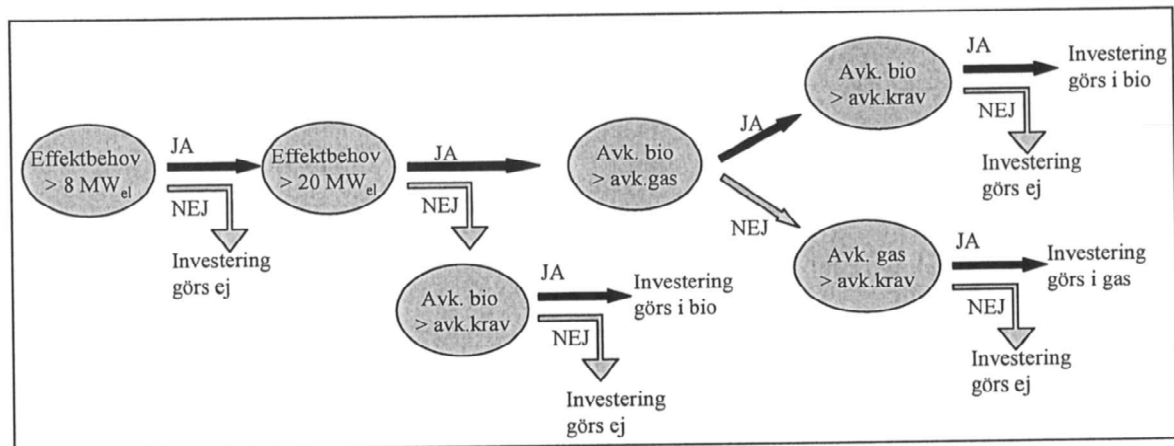 Effektbehov
> 8 MWel
JA
NEJ
Investering
görs ej
Effektbehov
> 20 MWel
JA
NEJ
Avk. bio
> avk.krav
JA
Investering
görs i bio
NEJ
Investering
görs ej
Avk. bio
> avk.gas
JA
NEJ
Avk. bio
> avk.krav
JA
Investering
görs i bio
NEJ
Investering
görs ej
Avk. gas
> avk.krav
JA
Investering
görs i gas
NEJ
Investering
görs ej